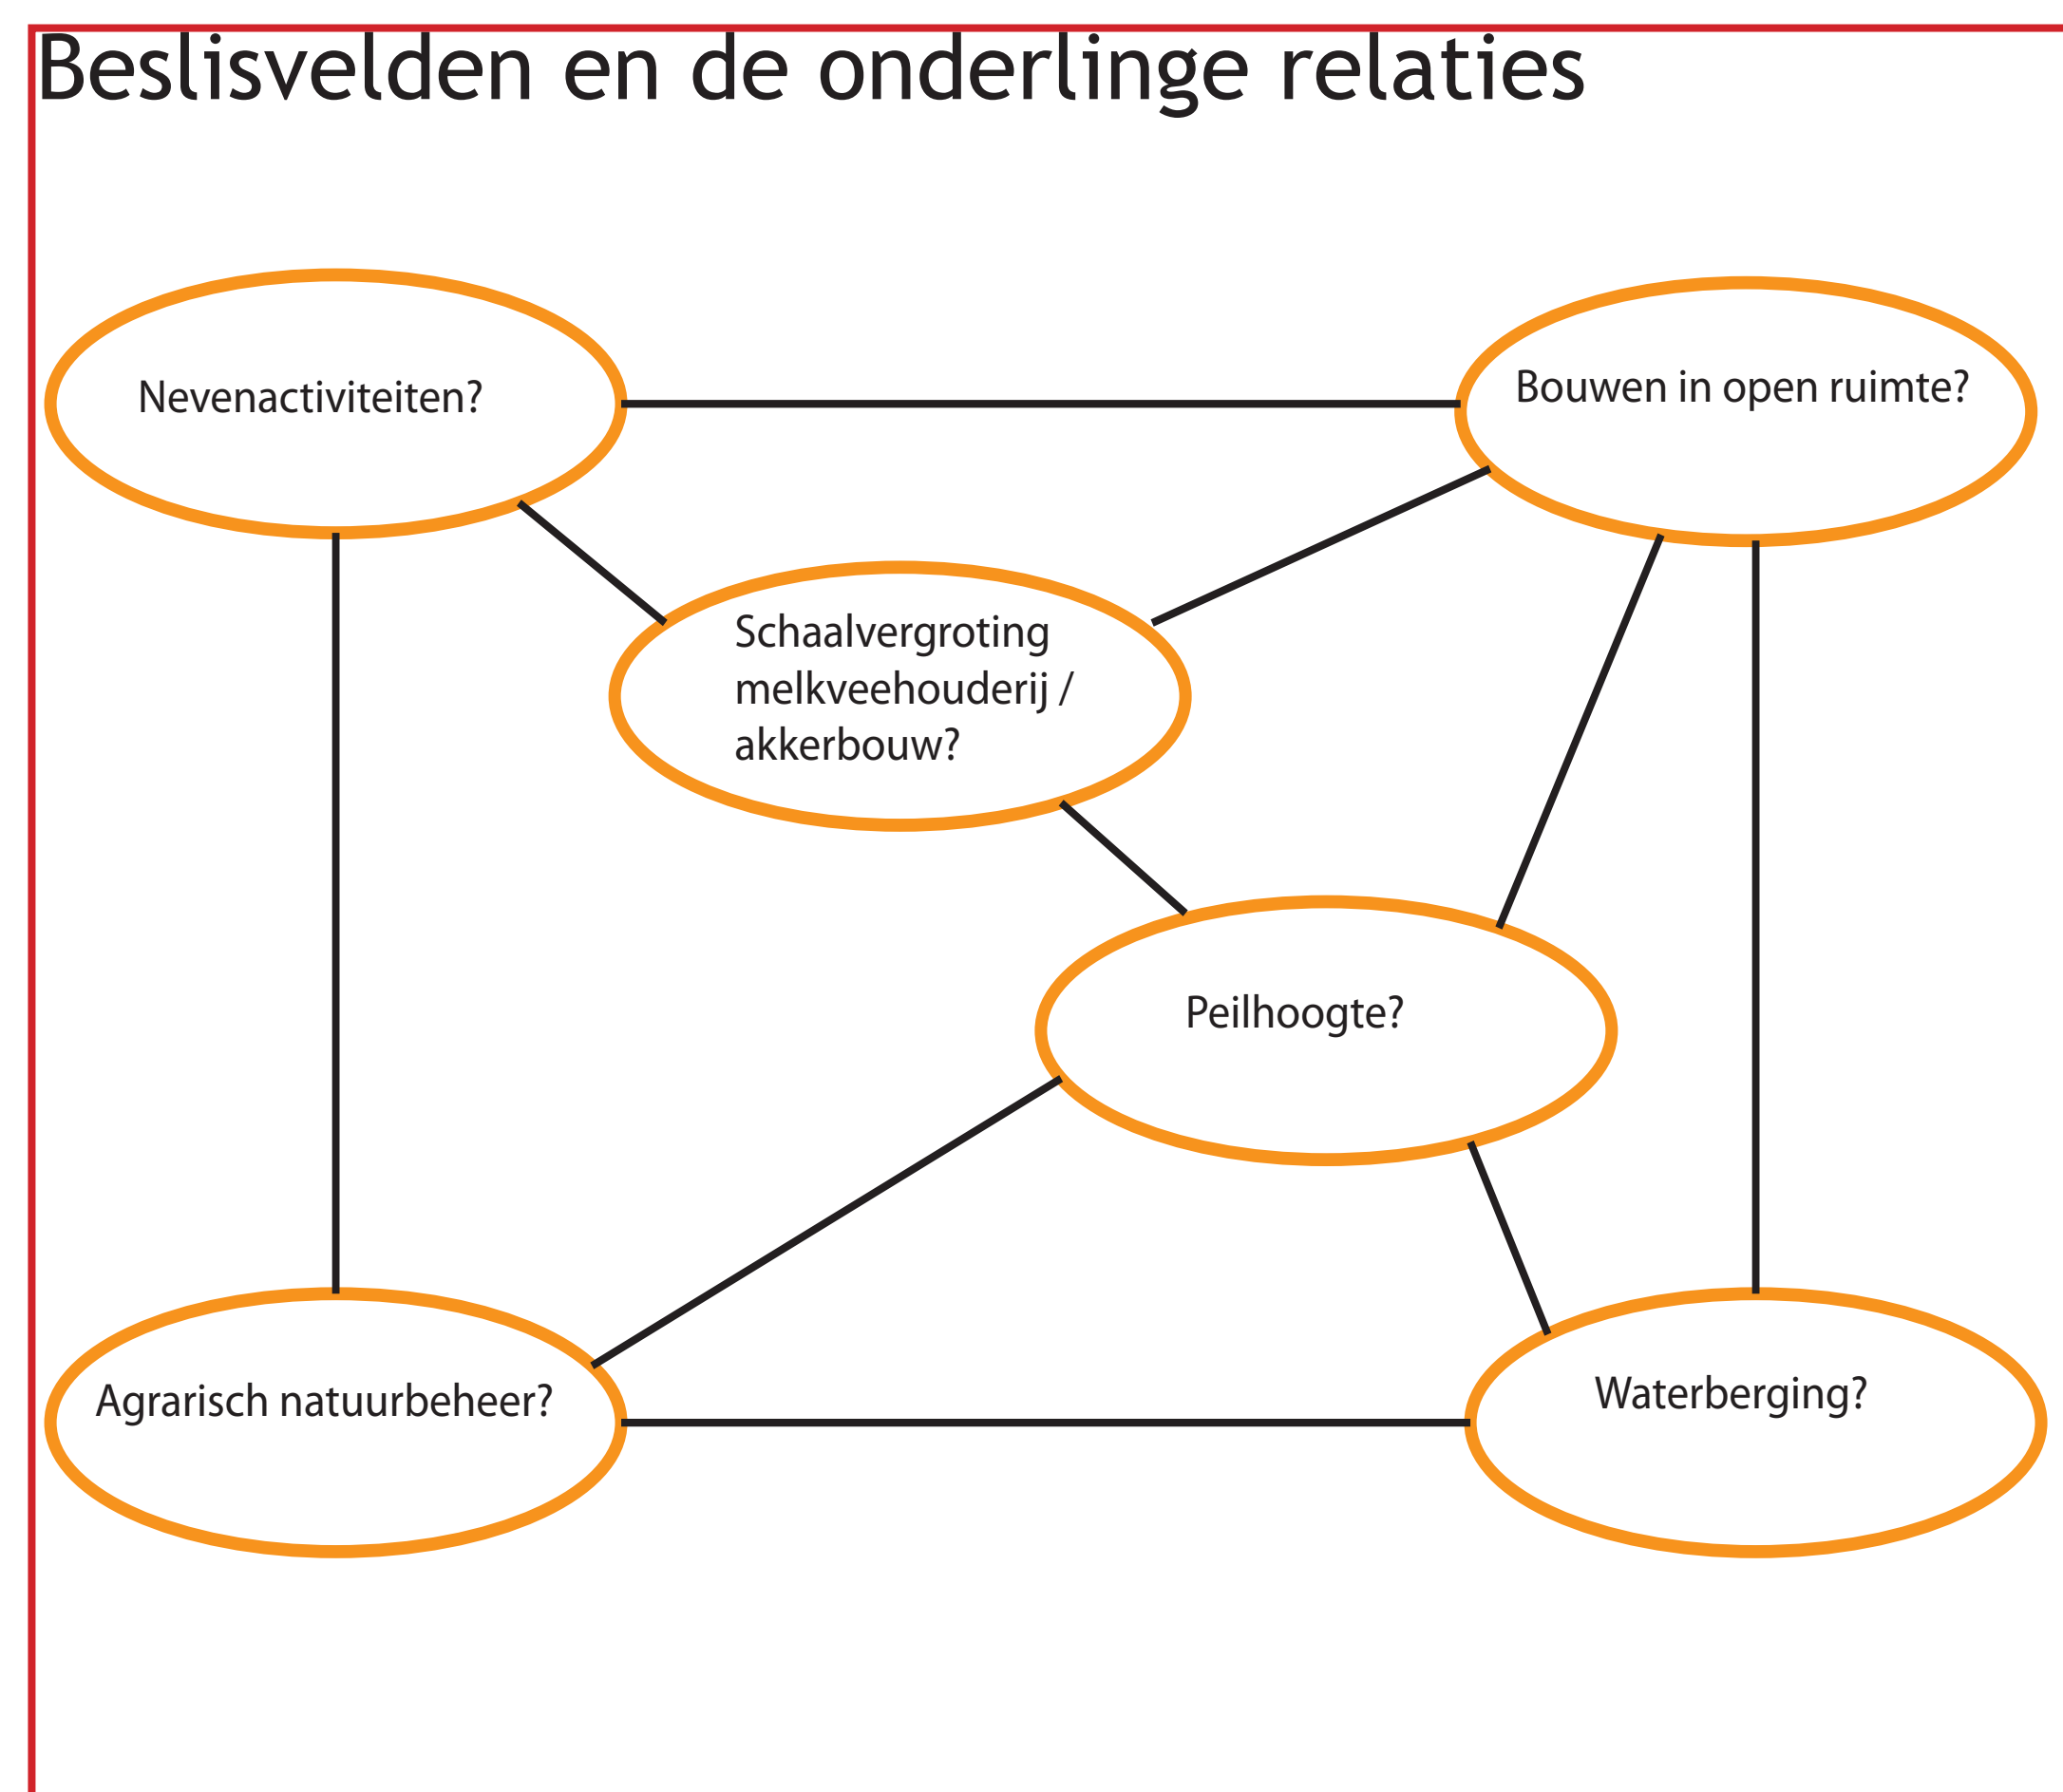 Beslisvelden en de onderlinge relaties
Nevenactiviteiten?
Bouwen in open ruimte?
Schaalvergroting
melkveehouderij /
akkerbouw?
Peilhoogte?
Agrarisch natuurbeheer?
Waterberging?